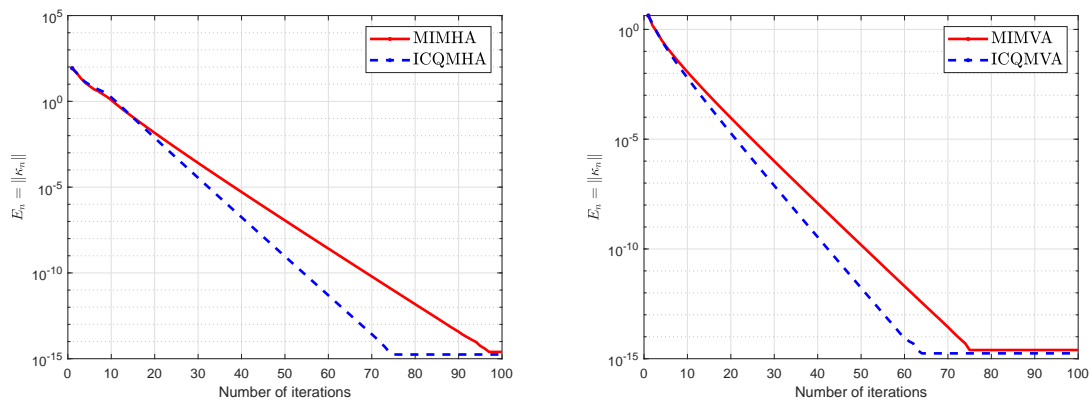 10^5
10^0
10^-5
10^-10
10^-15
E_n = ||κ_n||
MIMHA
ICQMHA
0 10 20 30 40 50 60 70 80 90 100
Number of iterations
10^0
10^-5
10^-10
10^-15
E_n = ||κ_n||
MIMVA
ICQMVA
0 10 20 30 40 50 60 70 80 90 100
Number of iterations